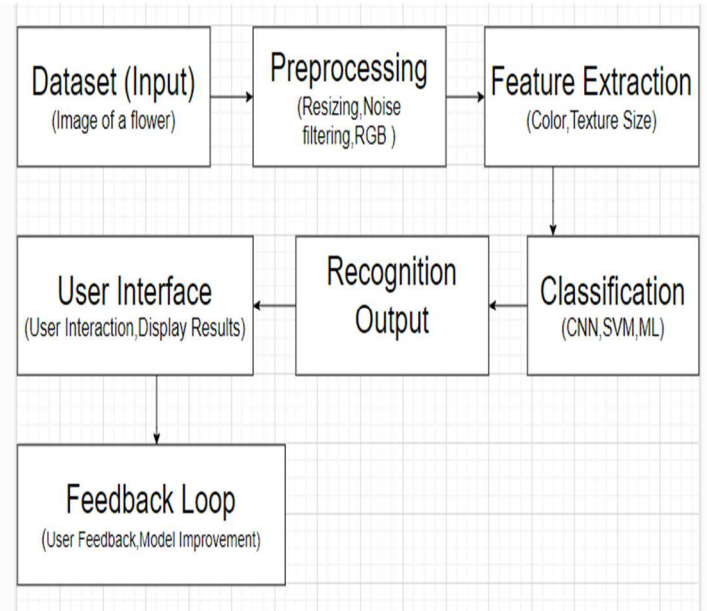 Dataset (Input)
(Image of a flower)
Preprocessing
(Resizing,Noise
filtering,RGB )
Feature Extraction
(Color,Texture Size)
User Interface
(User Interaction,Display Results)
Recognition
Output
Classification
(CNN,SVM,ML)
Feedback Loop
(User Feedback,Model Improvement)